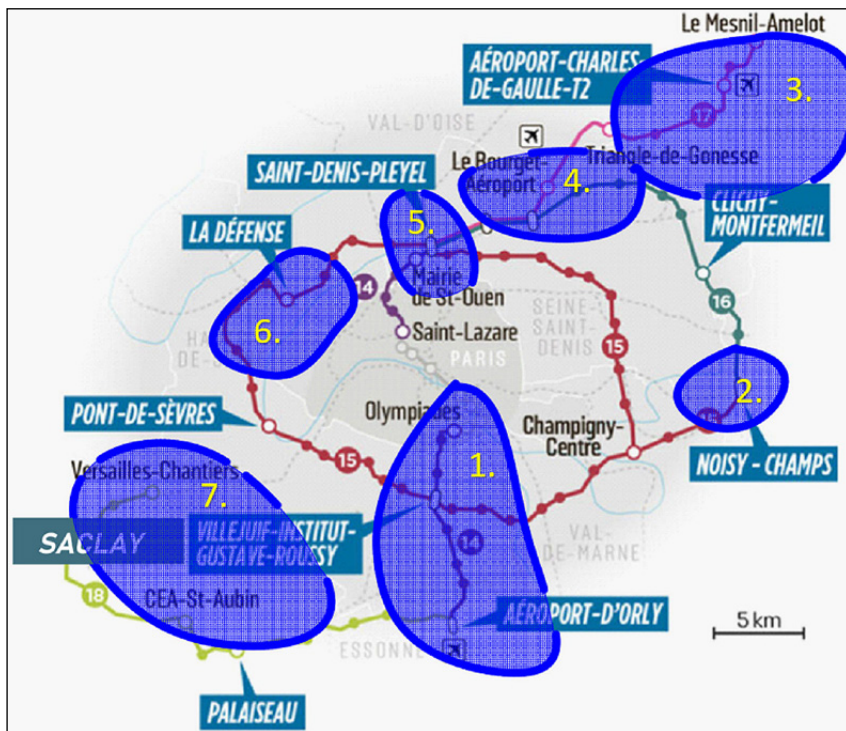 Le Mesnil-Amelot
AÉROPORT-CHARLES-
DE-GAULLE-T2
3.
17
VAL-D'OISE
Le Bourget-
Aéroport
Triangle-de-Gonesse
4.
SAINT-DENIS-PLEYEL
5.
CLICHY-
MONTFERMEIL
LA DÉFENSE
14
Mairie
de St-Ouen
16
6.
Saint-Lazare
SEINE-
SAINT-
DENIS
PARIS
15
2.
Olympiades
PONT-DE-SÈVRES
Champigny-
Centre
1.
15
NOISY-CHAMPS
Versailles-Chantiers
7.
VILLEJUIF-INSTITUT-
GUSTAVE-ROUSSY
SACLAY
14
VAL-
DE-MARNE
18
CEA-St-Aubin
AÉROPORT-D'ORLY
5 km
ESSONNE
PALAISEAU